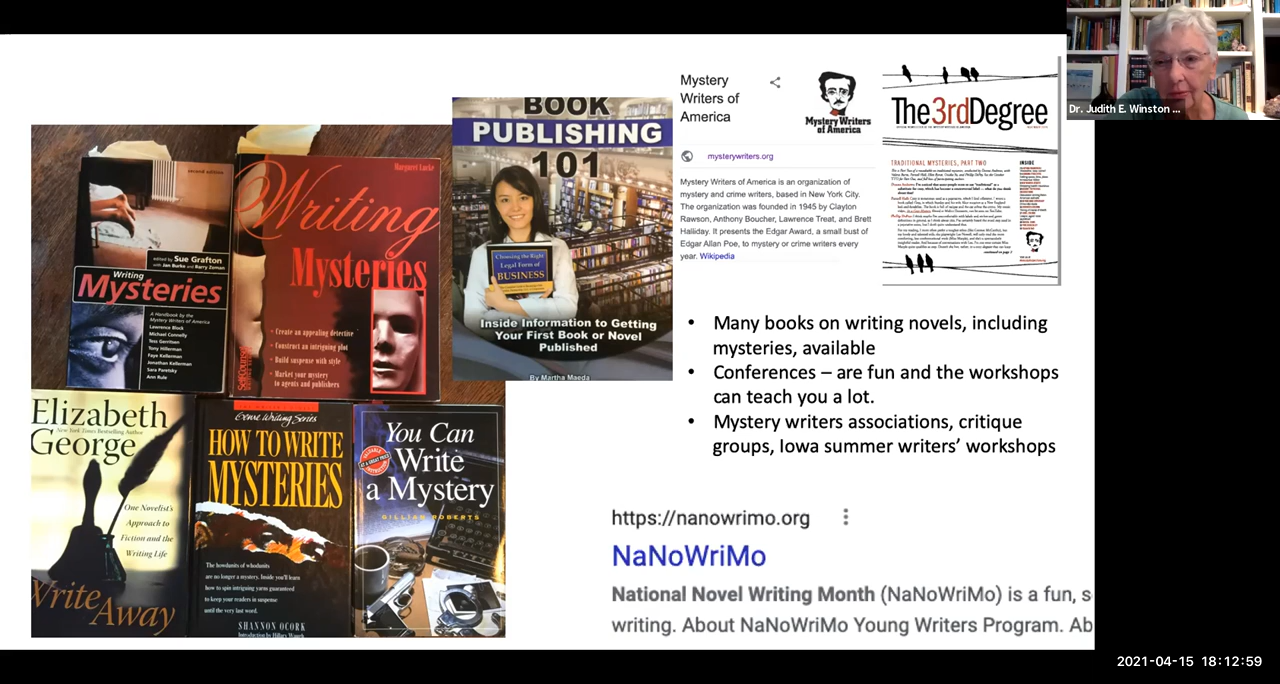 second edition
edited by Sue Grafton
with Jan Burke and Barry Zeman
Writing
Mysteries
A Handbook by the
Mystery Writers of America
Lawrence Block
Michael Connelly
Tess Gerritsen
Tony Hillerman
Faye Kellerman
Jonathan Kellerman
Sara Paretsky
Ann Rule
Margaret Lucke
Writing
Mysteries
- Create an appealing detective
- Construct an intriguing plot
- Build suspense with style
- Market your mystery
to agents and publishers
BOOK
PUBLISHING
101
Choosing the Right
Legal Form of
BUSINESS
Inside Information to Getting
Your First Book or Novel
Published
By Martha Maeda
Elizabeth
New York Times Bestselling Author
George
One Novelist's
Approach to
Fiction and the
Writing Life
Write
Away
Genre Writing Series
HOW TO WRITE
MYSTERIES
The howdunits of whodunits
are no longer a mystery. Inside you'll learn
how to spin intriguing yarns guaranteed
to keep your readers in suspense
until the very last word.
SHANNON OCORK
Introduction by Hillary Waugh
You Can
Write
a Mystery
GILLIAN ROBERTS
Mystery
Writers of
America
Mystery Writers
of America
mysterywriters.org
Mystery Writers of America is an organization of
mystery and crime writers, based in New York City.
The organization was founded in 1945 by Clayton
Rawson, Anthony Boucher, Lawrence Treat, and Brett
Halliday. It presents the Edgar Award, a small bust of
Edgar Allan Poe, to mystery or crime writers every
year. Wikipedia
The3rdDegree
TRADITIONAL MYSTERIES, PART TWO
INSIDE
Dr. Judith E. Winston ...
• Many books on writing novels, including
mysteries, available
• Conferences – are fun and the workshops
can teach you a lot.
• Mystery writers associations, critique
groups, Iowa summer writers’ workshops
https://nanowrimo.org
NaNoWriMo
National Novel Writing Month (NaNoWriMo) is a fun, s
writing. About NaNoWriMo Young Writers Program. Ab
2021-04-15 18:12:59